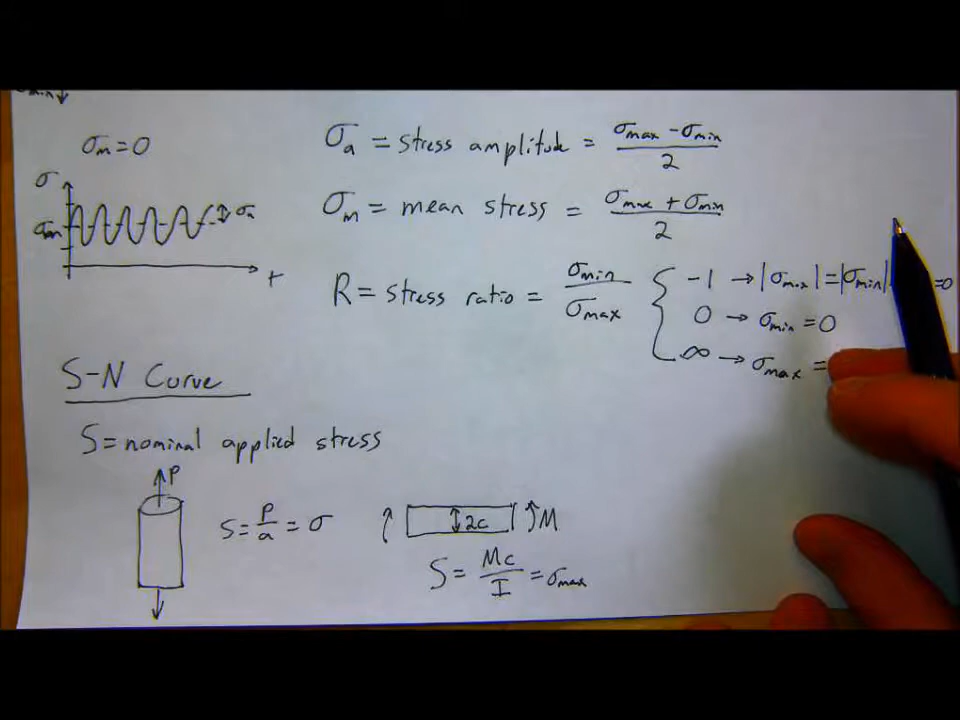 σm = 0
σa = stress amplitude = (σmax - σmin) / 2
σ
σm
σa
t
σm = mean stress = (σmax + σmin) / 2
R = stress ratio = σmin / σmax
-1 → |σmax| = |σmin|
=0
0 → σmin = 0
∞ → σmax =
S-N Curve
S = nominal applied stress
P
S = P/a = σ
2c
M
S = Mc/I = σmax